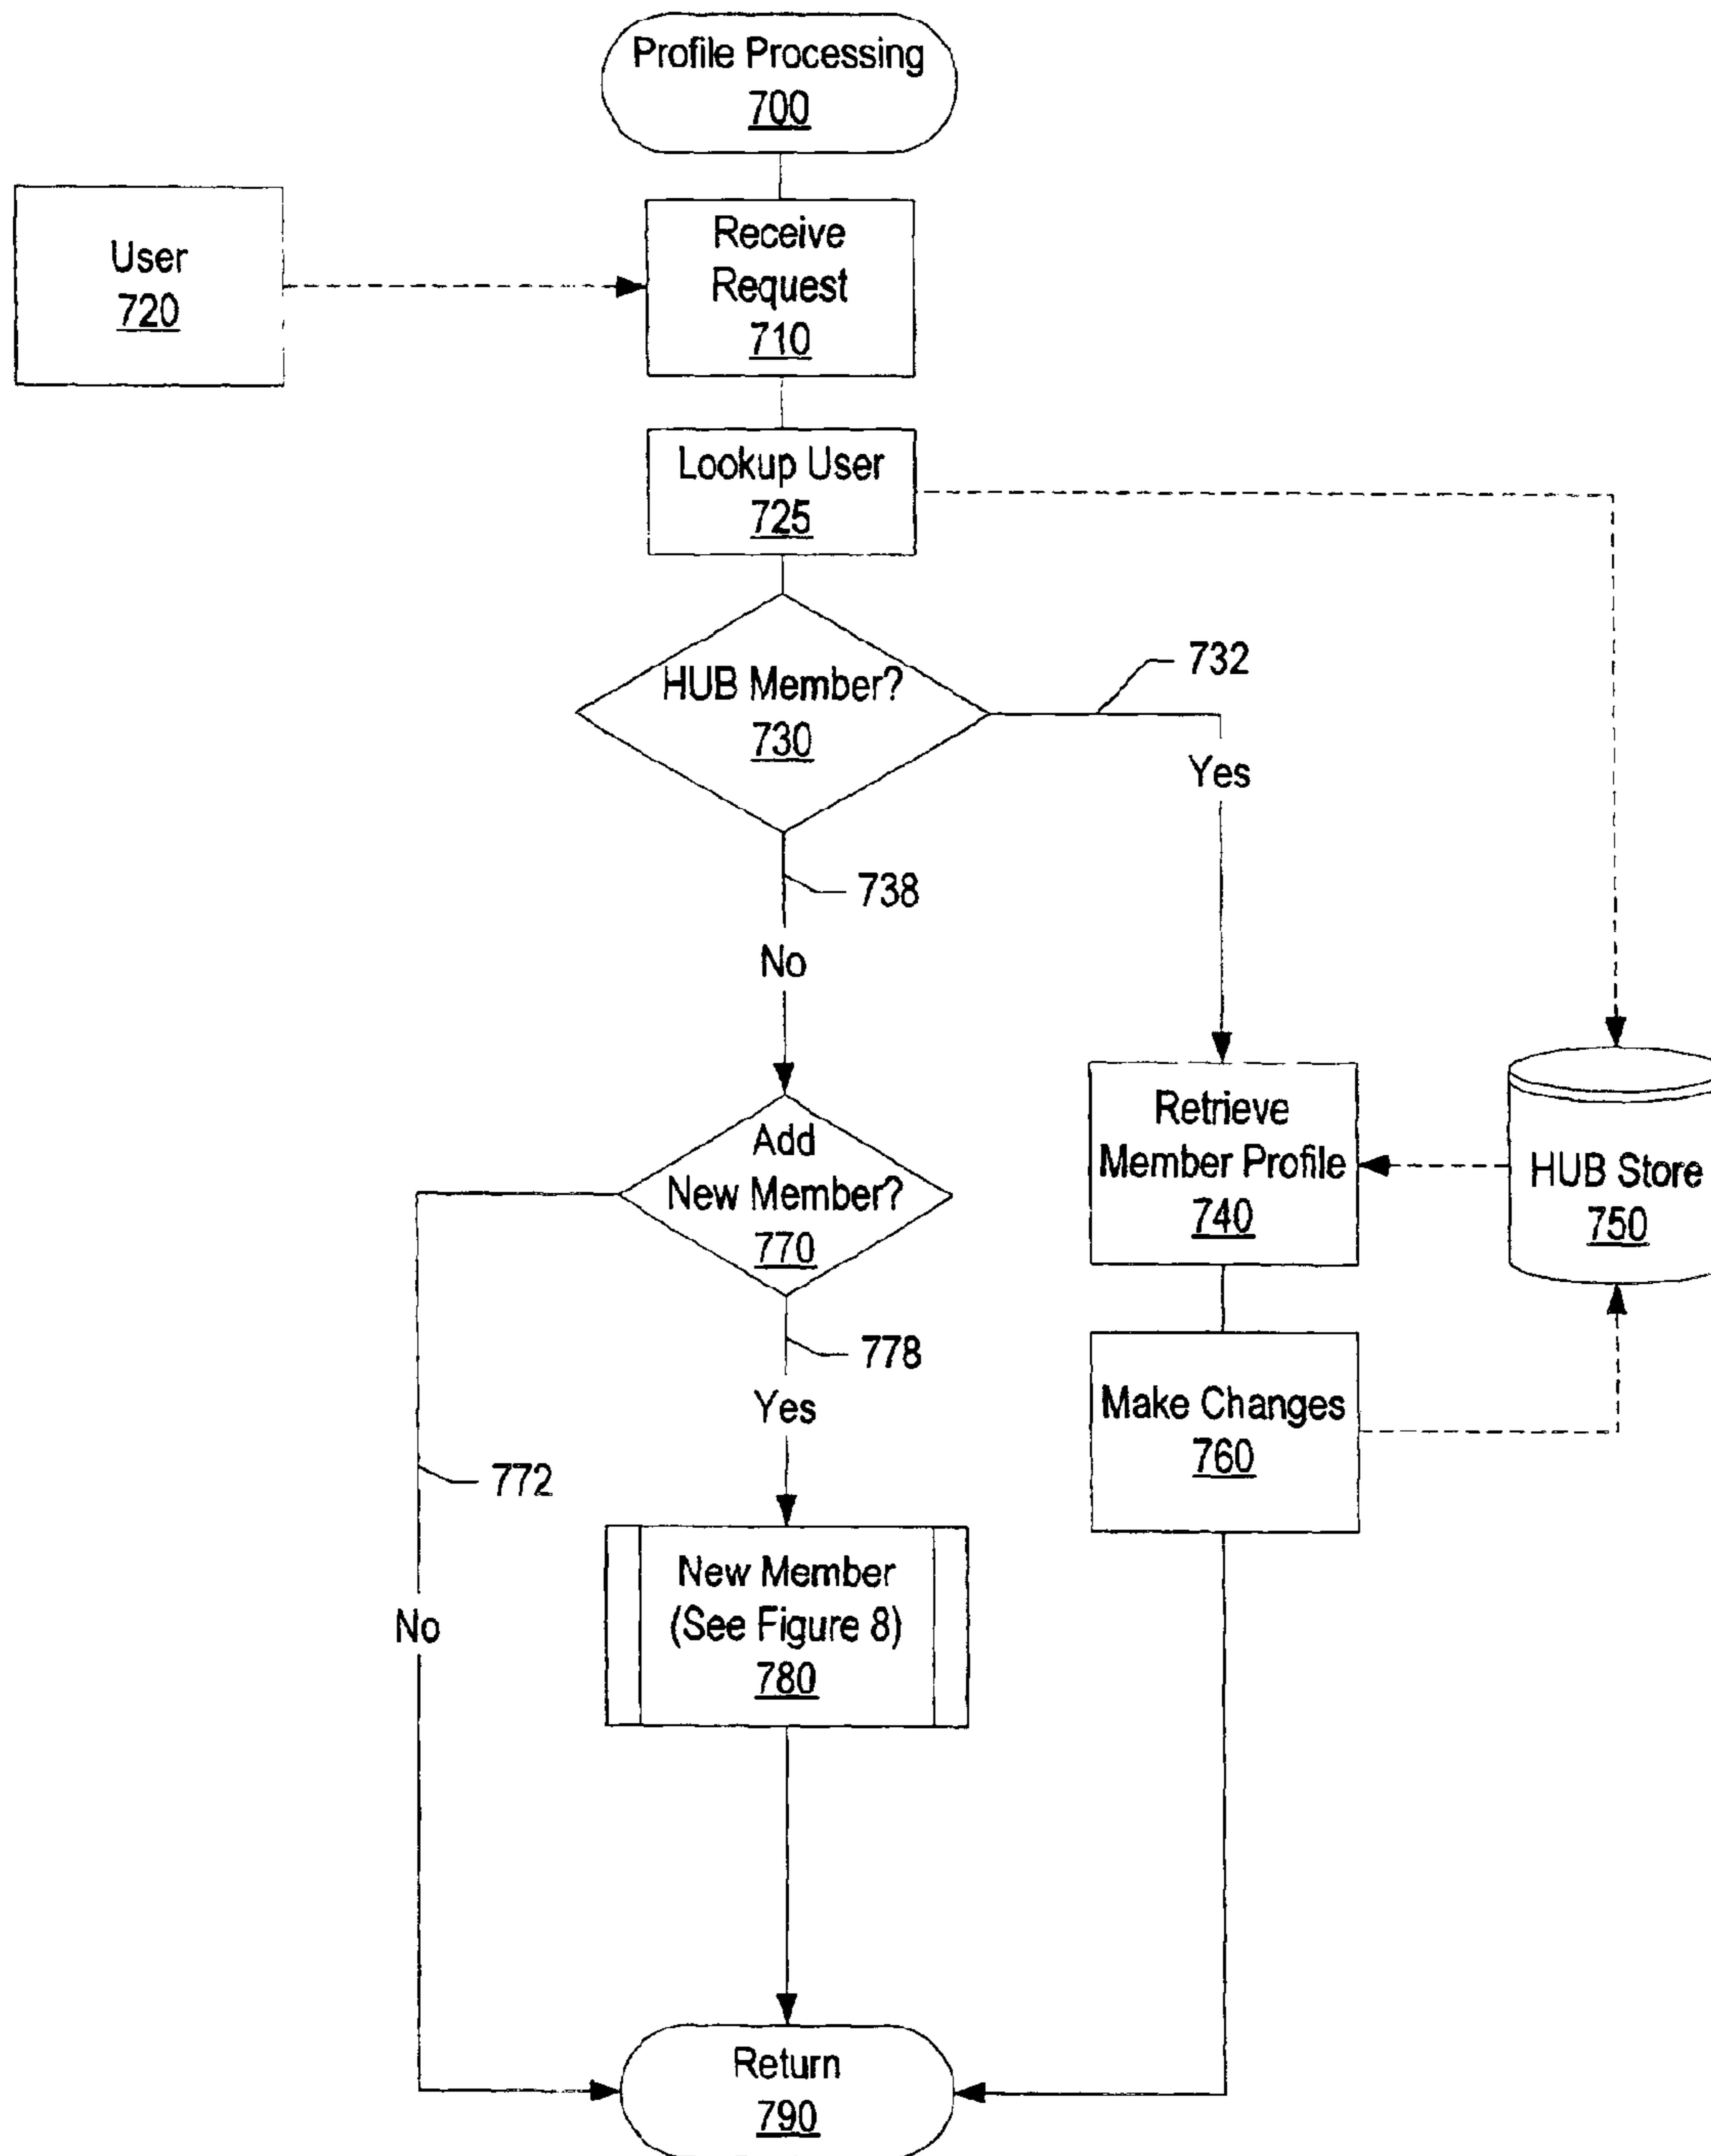 Profile Processing
700
User
720
Receive
Request
710
Lookup User
725
HUB Member?
730
732
Yes
738
No
Add
New Member?
770
Retrieve
Member Profile
740
HUB Store
750
778
Yes
Make Changes
760
772
No
New Member
(See Figure 8)
780
Return
790